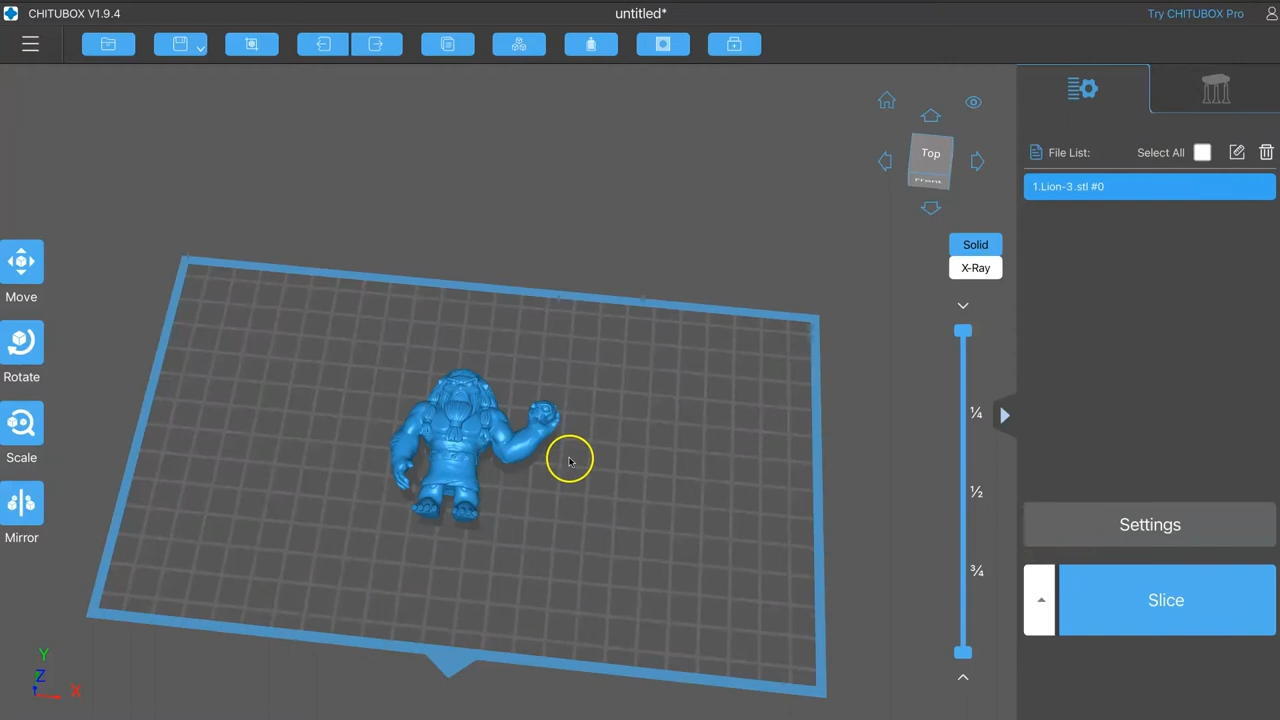 CHITUBOX V1.9.4
untitled*
Try CHITUBOX Pro
File List:
Select All
1.Lion-3.stl #0
Top
Front
Solid
X-Ray
Move
Rotate
Scale
Mirror
¼
½
¾
Settings
Slice
Y
Z
X